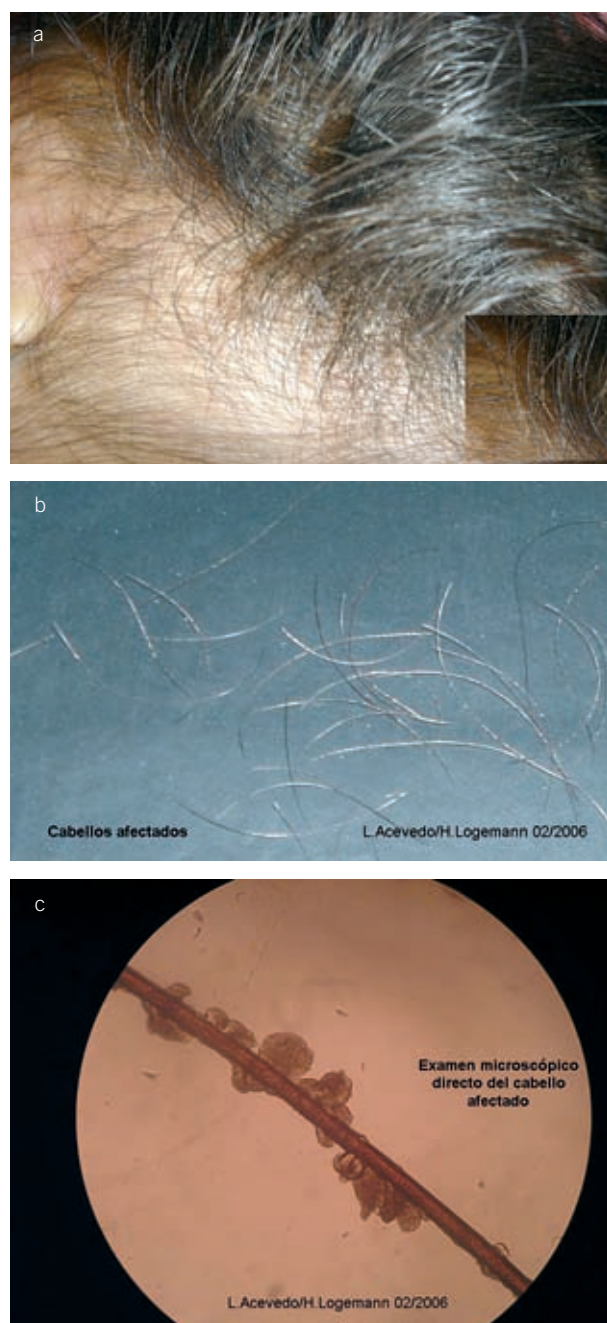 a
b
Cabellos afectados
L.Acevedo/H.Logemann 02/2006
c
Examen microscópico
directo del cabello
afectado
L.Acevedo/H.Logemann 02/2006